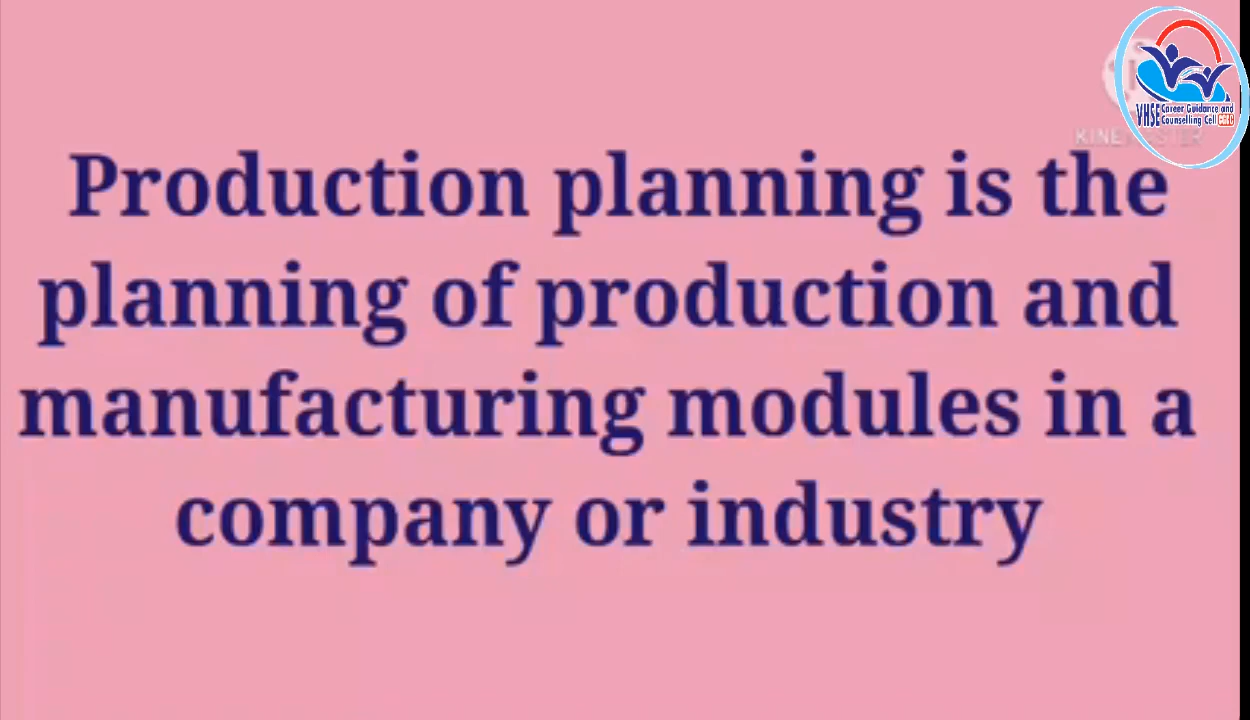 VHSE Career Guidance and
Counselling Cell CGCC
Production planning is the
planning of production and
manufacturing modules in a
company or industry